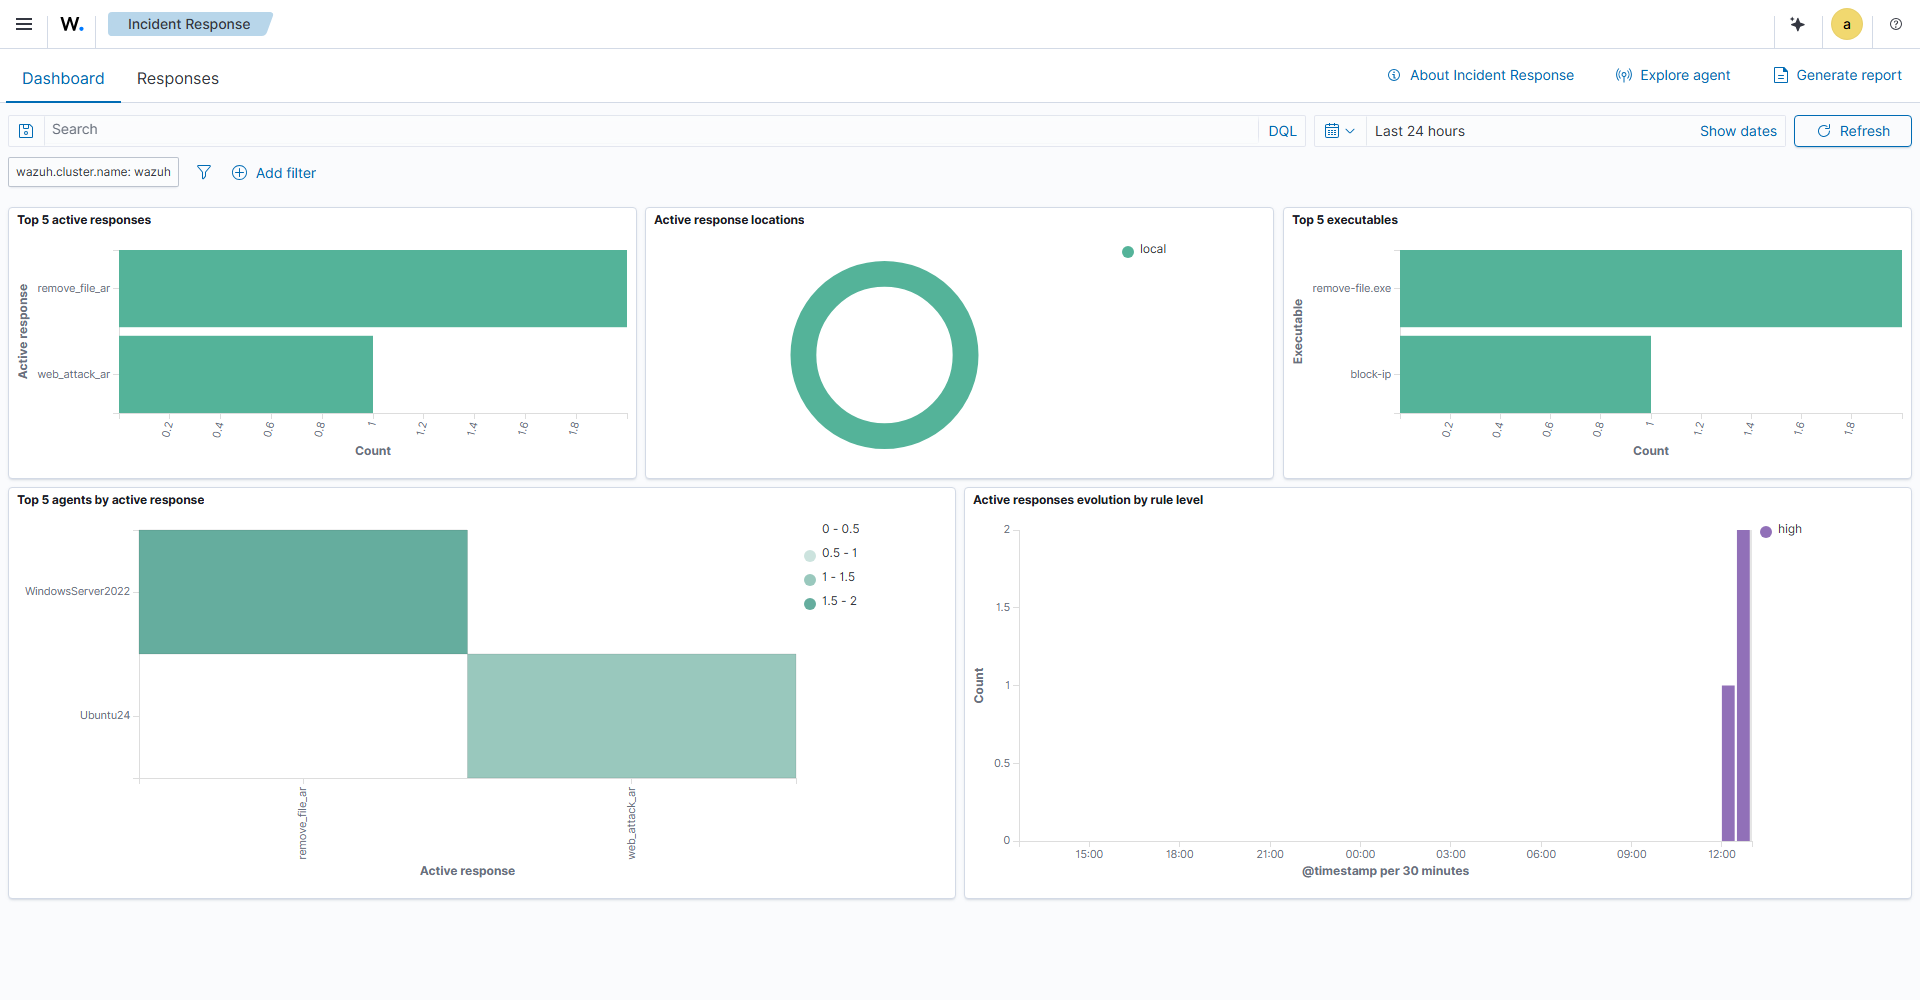 W.
Incident Response
a
Dashboard
Responses
About Incident Response
Explore agent
Generate report
Search
DQL
Last 24 hours
Show dates
Refresh
wazuh.cluster.name: wazuh
Add filter
Top 5 active responses
Active response
remove_file_ar
web_attack_ar
0.2 0.4 0.6 0.8 1 1.2 1.4 1.6 1.8
Count
Active response locations
local
Top 5 executables
Executable
remove-file.exe
block-ip
0.2 0.4 0.6 0.8 1 1.2 1.4 1.6 1.8
Count
Top 5 agents by active response
WindowsServer2022
Ubuntu24
remove_file_ar
web_attack_ar
Active response
0 - 0.5
0.5 - 1
1 - 1.5
1.5 - 2
Active responses evolution by rule level
Count
2
1.5
1
0.5
0
15:00 18:00 21:00 00:00 03:00 06:00 09:00 12:00
@timestamp per 30 minutes
high